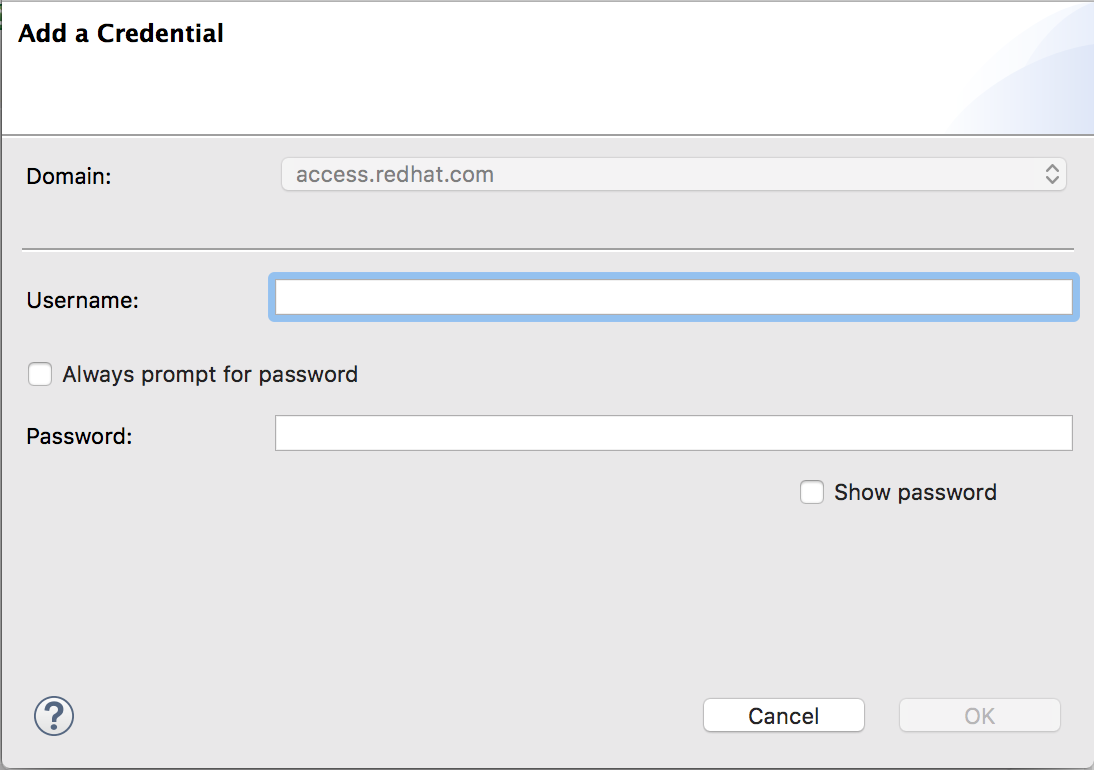 Add a Credential
Domain: access.redhat.com
Username:
Always prompt for password
Password:
Show password
?
Cancel OK